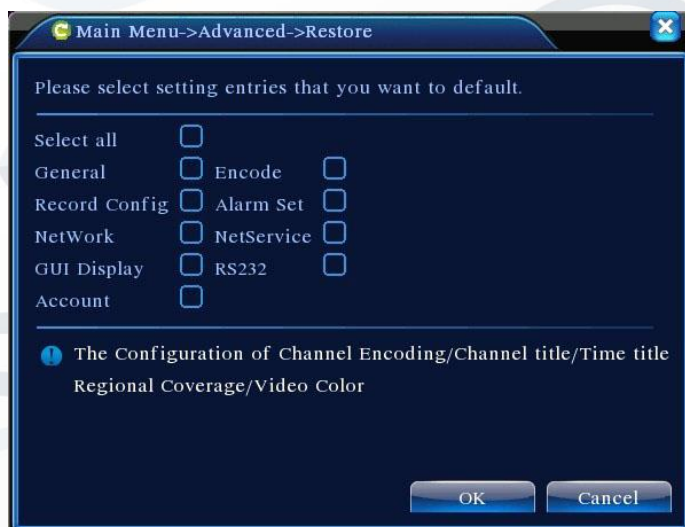 Main Menu->Advanced->Restore
Please select setting entries that you want to default.
Select all
General Encode
Record Config Alarm Set
NetWork NetService
GUI Display RS232
Account
The Configuration of Channel Encoding/Channel title/Time title
Regional Coverage/Video Color
OK Cancel